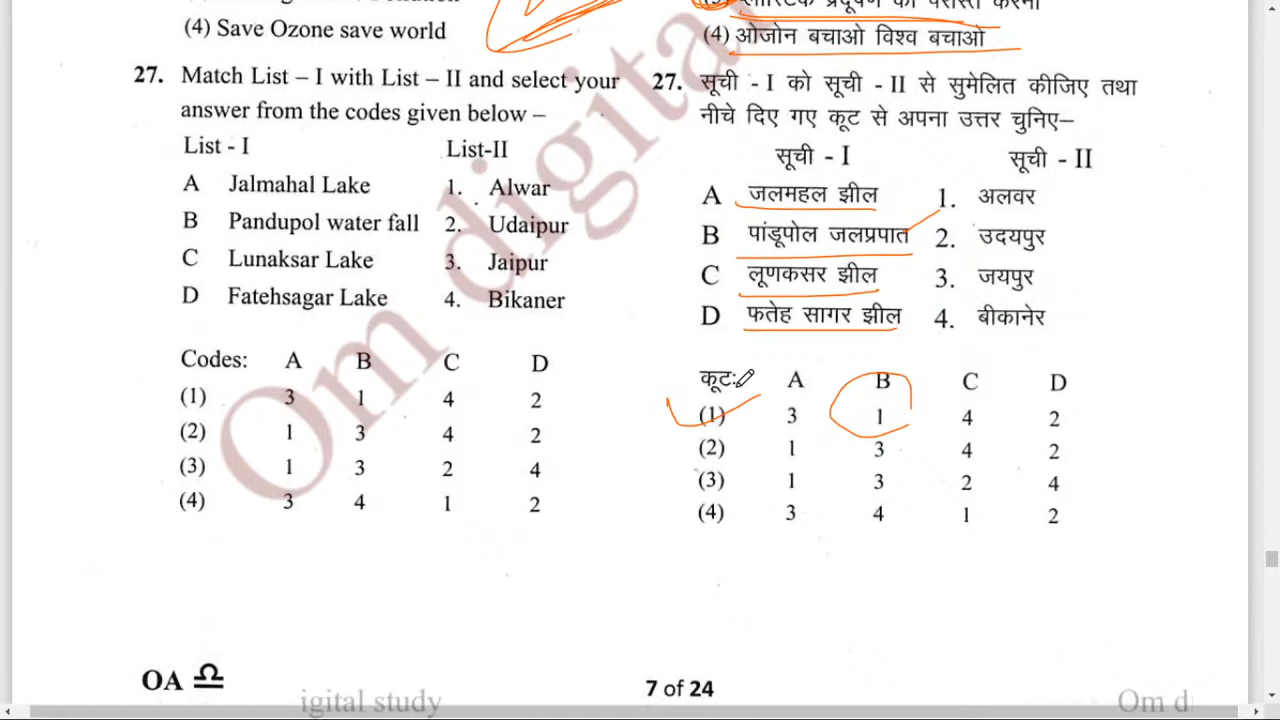 (4) Save Ozone save world
27. Match List – I with List – II and select your
answer from the codes given below –
List - I List-II
A Jalmahal Lake 1. Alwar
B Pandupol water fall 2. Udaipur
C Lunaksar Lake 3. Jaipur
D Fatehsagar Lake 4. Bikaner
Codes: A B C D
(1) 3 1 4 2
(2) 1 3 4 2
(3) 1 3 2 4
(4) 3 4 1 2
(4) ओजोन बचाओ विश्व बचाओ
27. सूची - I को सूची - II से सुमेलित कीजिए तथा
नीचे दिए गए कूट से अपना उत्तर चुनिए–
सूची - I सूची - II
A जलमहल झील 1. अलवर
B पांडूपोल जलप्रपात 2. उदयपुर
C लूणकसर झील 3. जयपुर
D फतेह सागर झील 4. बीकानेर
कूटः A B C D
(1) 3 1 4 2
(2) 1 3 4 2
(3) 1 3 2 4
(4) 3 4 1 2
Om digital
OA
7 of 24
igital study
Om d